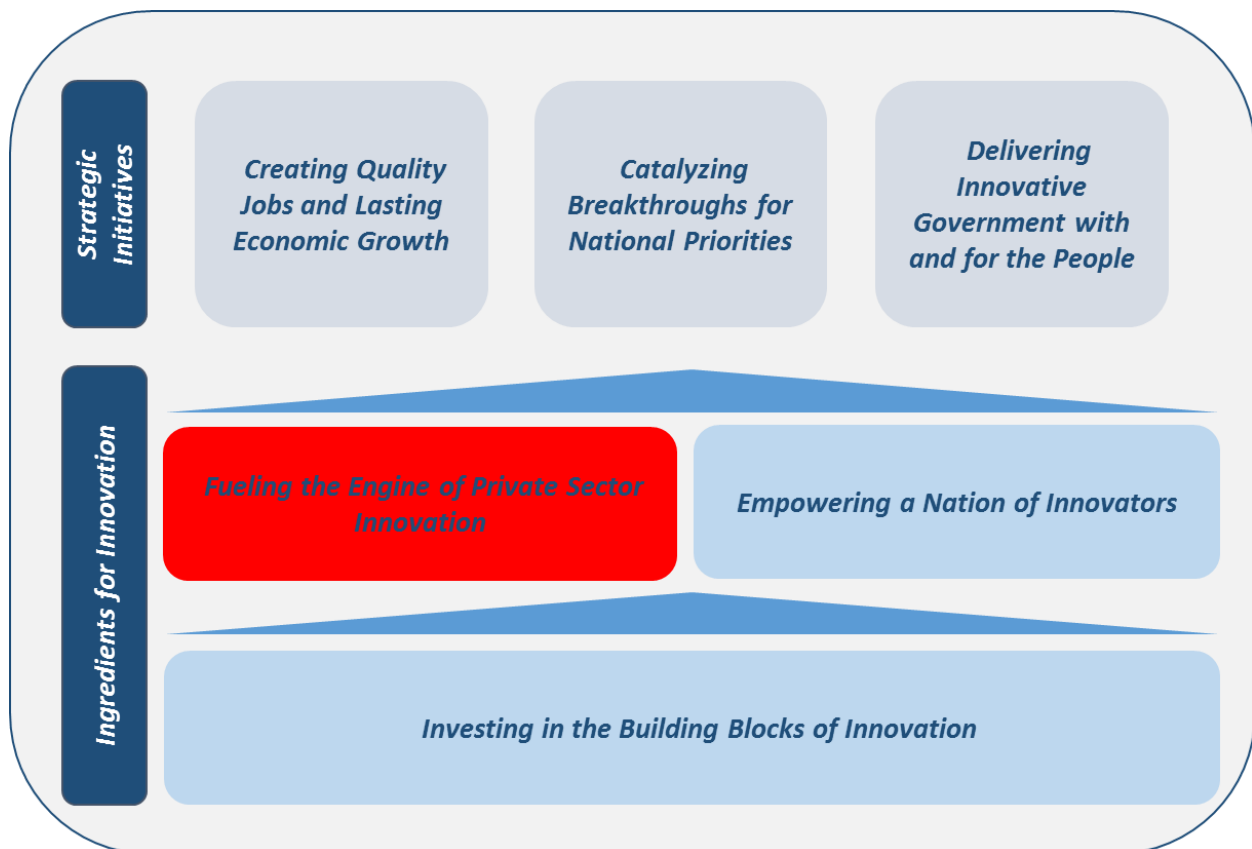 Strategic
Initiatives
Creating Quality
Jobs and Lasting
Economic Growth
Catalyzing
Breakthroughs for
National Priorities
Delivering
Innovative
Government with
and for the People
Ingredients for Innovation
Fueling the Engine of Private Sector
Innovation
Empowering a Nation of Innovators
Investing in the Building Blocks of Innovation